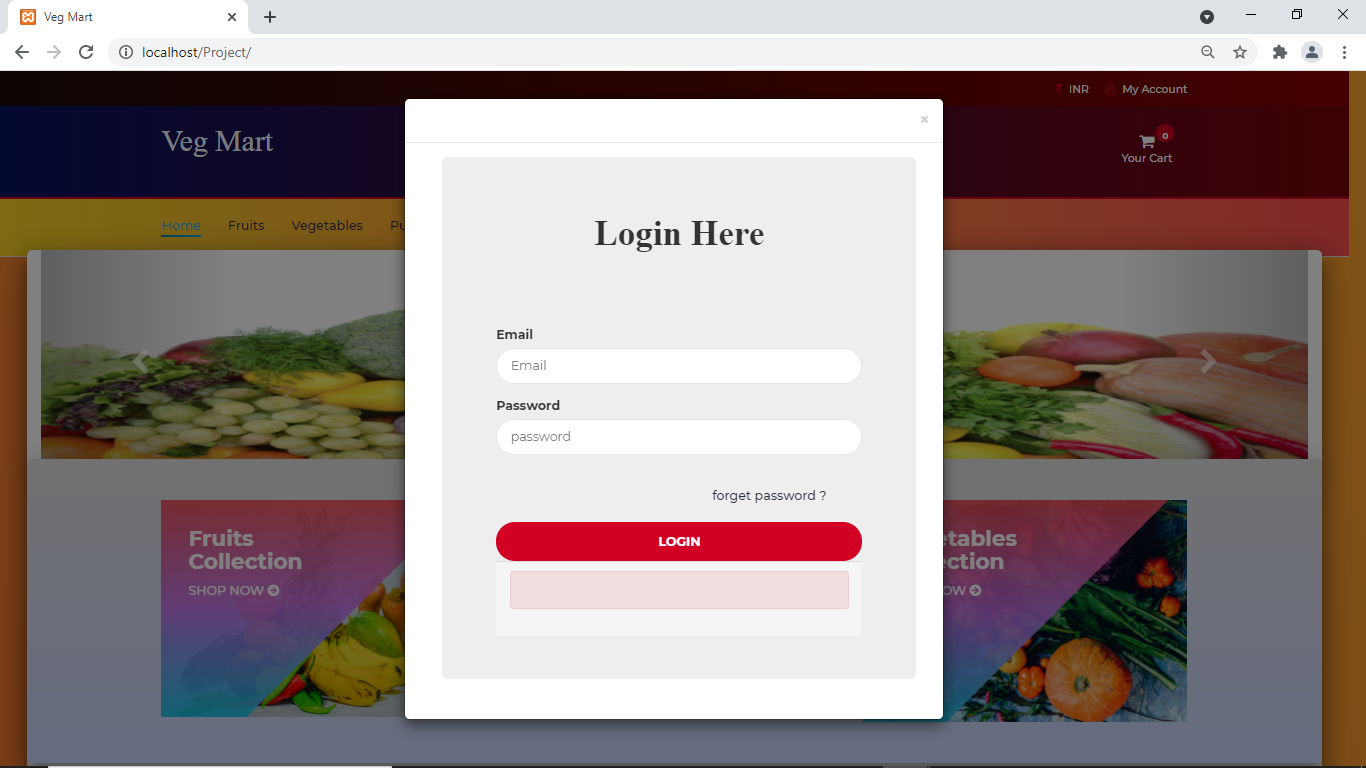 Veg Mart
localhost/Project/
INR My Account
Veg Mart
0
Your Cart
Home Fruits Vegetables Pu
×
Login Here
Email
Email
Password
password
forget password ?
LOGIN
Fruits
Collection
SHOP NOW
etables
ection
OW